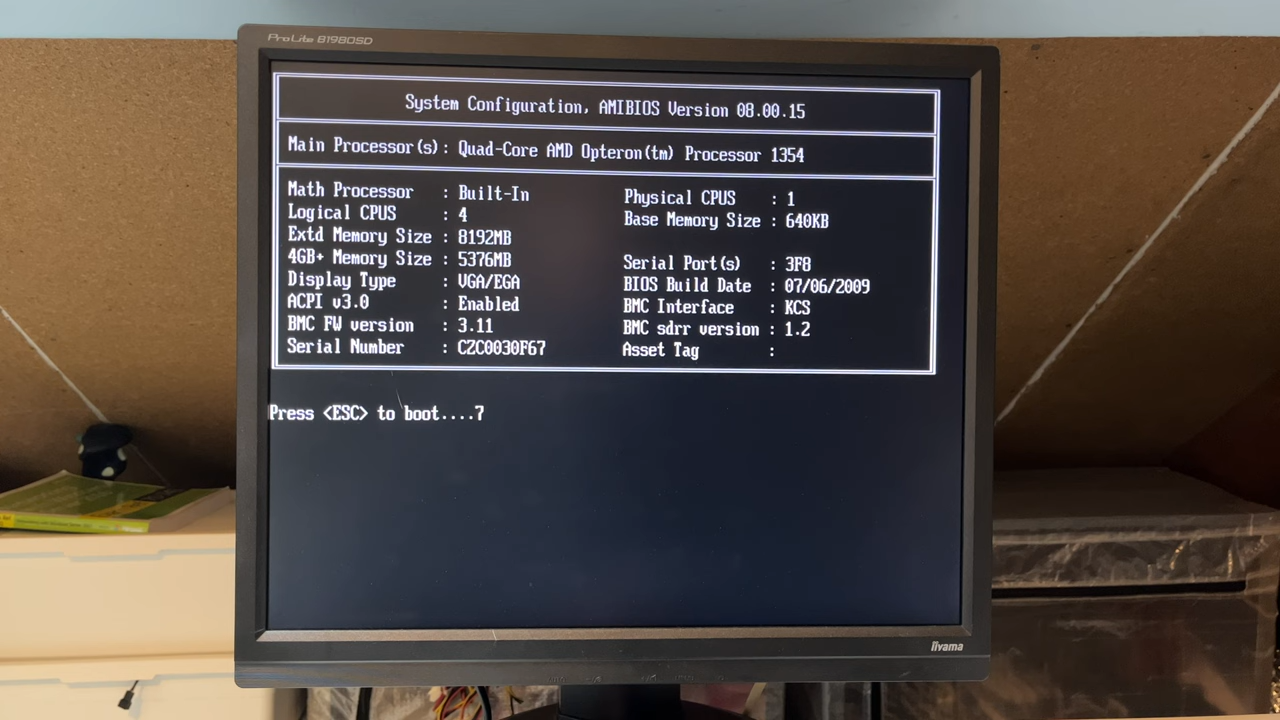 ProLite B1980SD
System Configuration, AMIBIOS Version 08.00.15
Main Processor(s): Quad-Core AMD Opteron(tm) Processor 1354
Math Processor : Built-In Physical CPUS : 1
Logical CPUS : 4 Base Memory Size : 640KB
Extd Memory Size : 8192MB
4GB+ Memory Size : 5376MB Serial Port(s) : 3F8
Display Type : VGA/EGA BIOS Build Date : 07/06/2009
ACPI v3.0 : Enabled BMC Interface : KCS
BMC FW version : 3.11 BMC sdrr version : 1.2
Serial Number : CZC0030F67 Asset Tag :
Press <ESC> to boot....7
iiyama